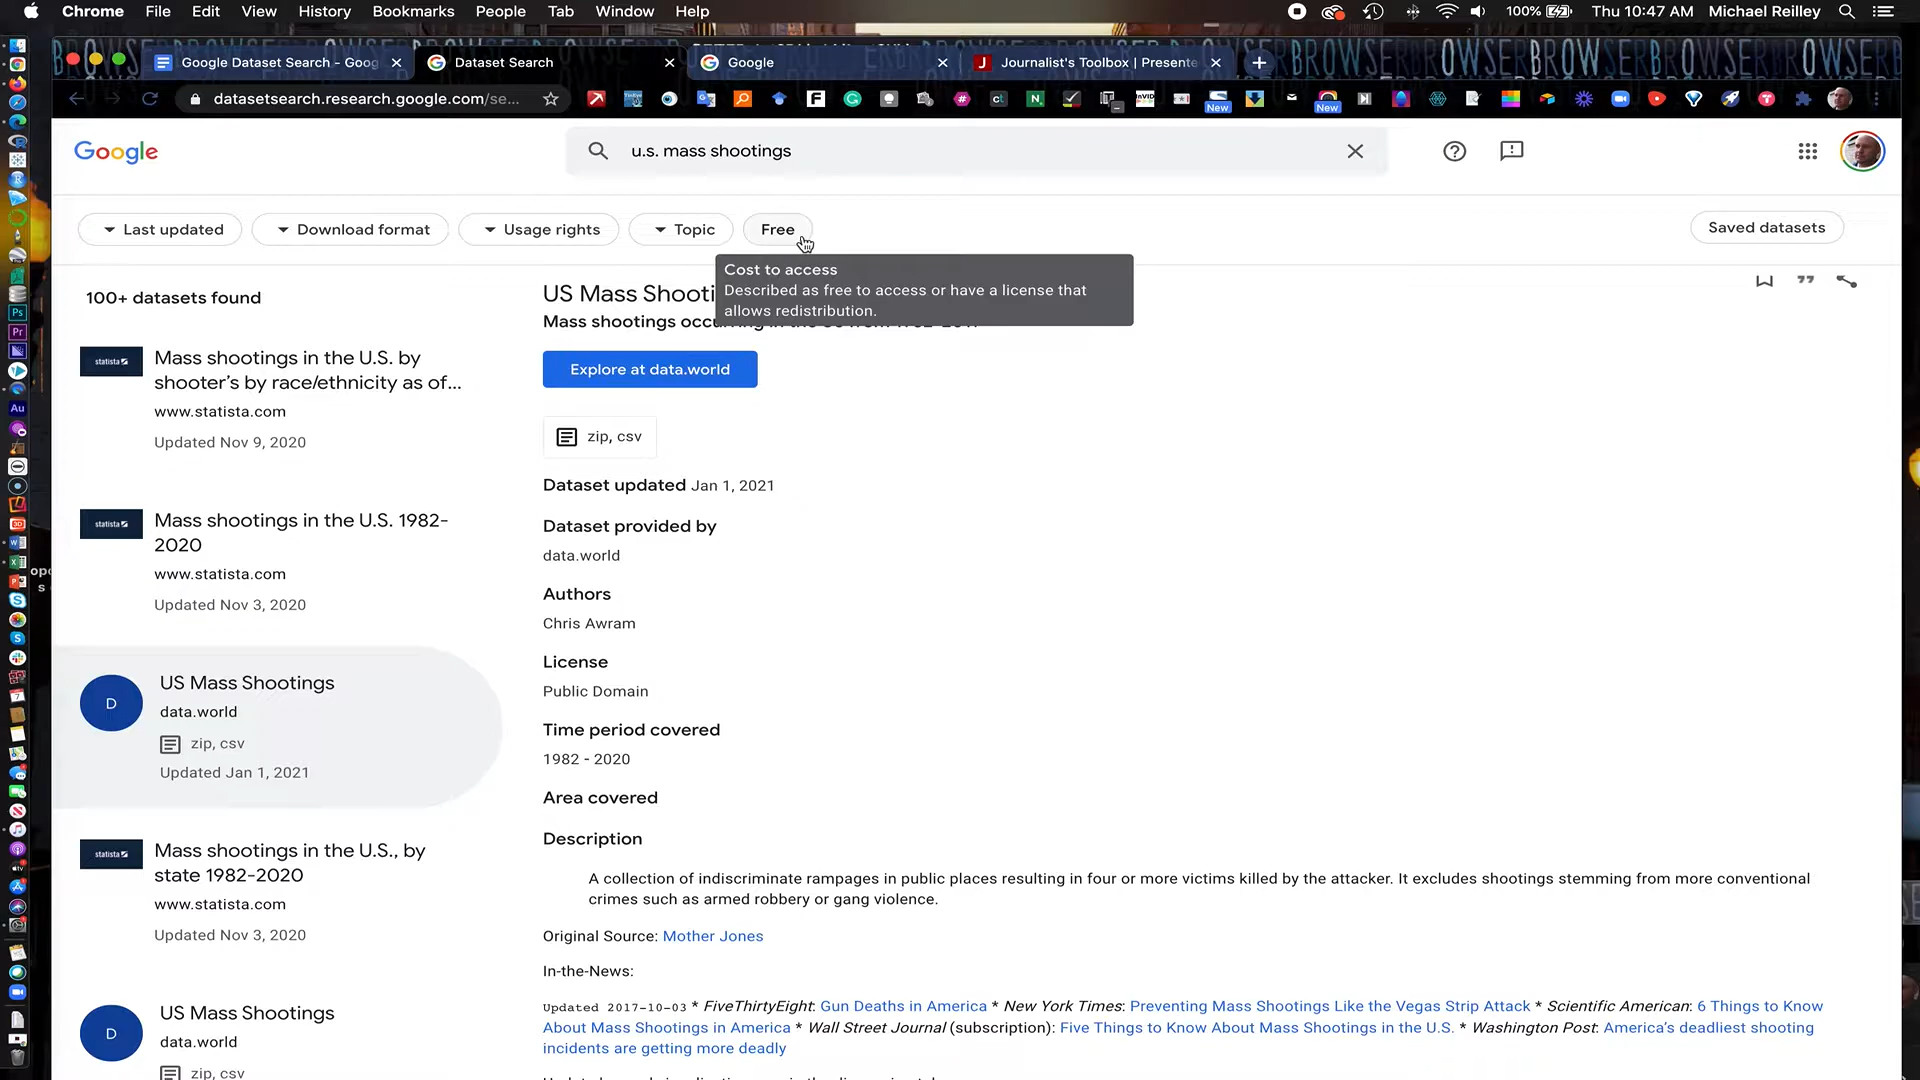 Chrome File Edit View History Bookmarks People Tab Window Help 100% Thu 10:47 AM Michael Reilley
Google Dataset Search - Goog Dataset Search Google Journalist's Toolbox | Presente
datasetsearch.research.google.com/se...
New New
Google u.s. mass shootings
Last updated Download format Usage rights Topic Free Saved datasets
Cost to access
Described as free to access or have a license that
allows redistribution.
100+ datasets found
statista
Mass shootings in the U.S. by
shooter's by race/ethnicity as of...
www.statista.com
Updated Nov 9, 2020
statista
Mass shootings in the U.S. 1982-
2020
www.statista.com
Updated Nov 3, 2020
D
US Mass Shootings
data.world
zip, csv
Updated Jan 1, 2021
statista
Mass shootings in the U.S., by
state 1982-2020
www.statista.com
Updated Nov 3, 2020
D
US Mass Shootings
data.world
zip, csv
US Mass Shooti
Mass shootings
Explore at data.world
zip, csv
Dataset updated Jan 1, 2021
Dataset provided by
data.world
Authors
Chris Awram
License
Public Domain
Time period covered
1982 - 2020
Area covered
Description
A collection of indiscriminate rampages in public places resulting in four or more victims killed by the attacker. It excludes shootings stemming from more conventional
crimes such as armed robbery or gang violence.
Original Source: Mother Jones
In-the-News:
Updated 2017-10-03 * FiveThirtyEight: Gun Deaths in America * New York Times: Preventing Mass Shootings Like the Vegas Strip Attack * Scientific American: 6 Things to Know
About Mass Shootings in America * Wall Street Journal (subscription): Five Things to Know About Mass Shootings in the U.S. * Washington Post: America's deadliest shooting
incidents are getting more deadly